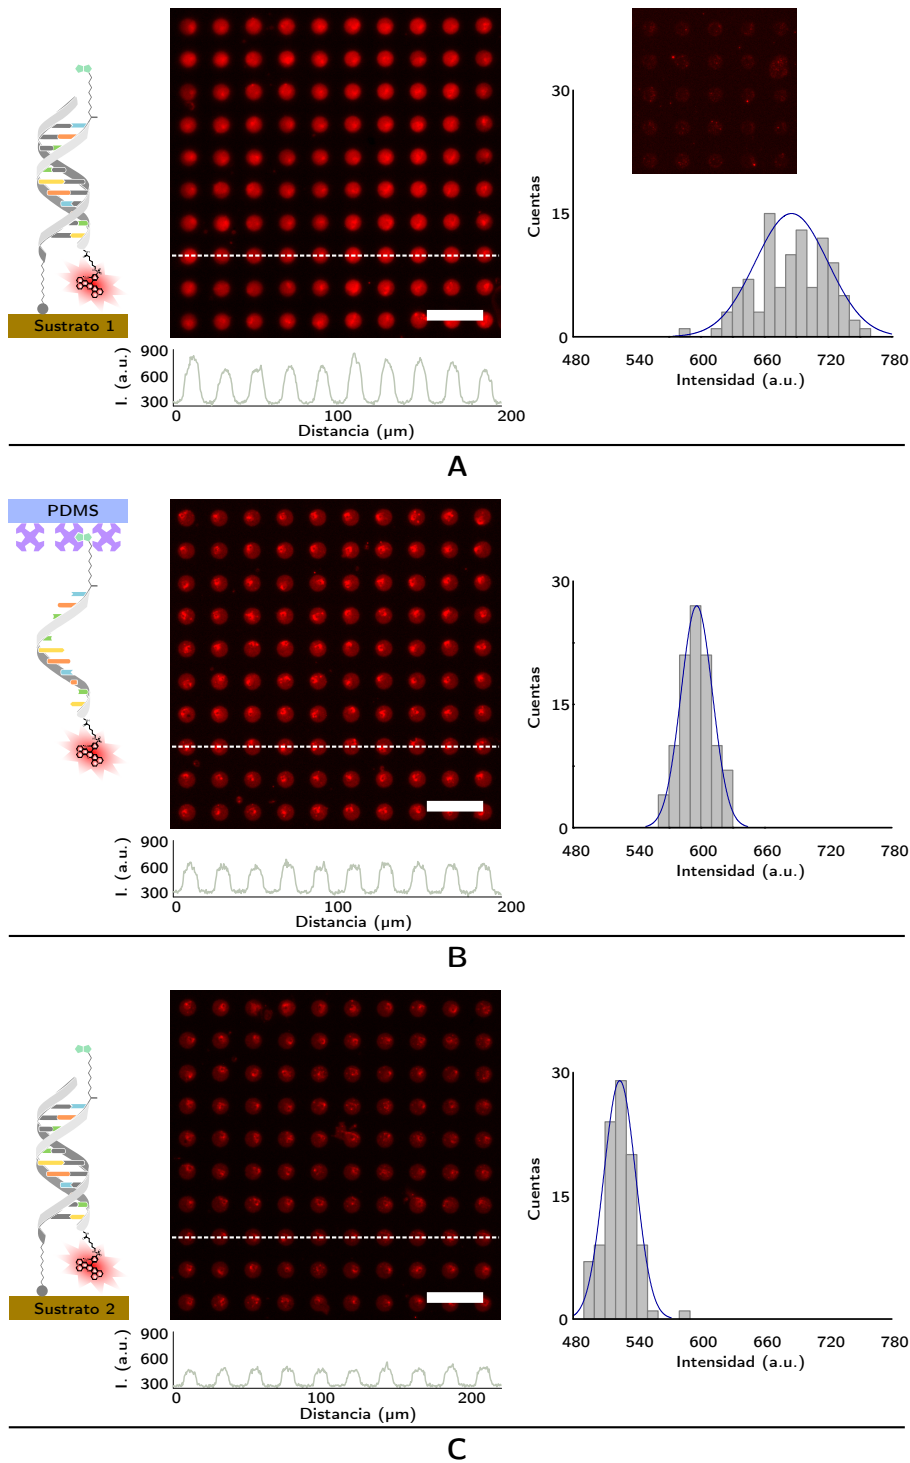 Sustrato 1
900
600
300
I. (a.u.)
0 100 200
Distancia (µm)
30
15
0
Cuentas
480 540 600 660 720 780
Intensidad (a.u.)
A
PDMS
900
600
300
I. (a.u.)
0 100 200
Distancia (µm)
30
15
0
Cuentas
480 540 600 660 720 780
Intensidad (a.u.)
B
Sustrato 2
900
600
300
I. (a.u.)
0 100 200
Distancia (µm)
30
15
0
Cuentas
480 540 600 660 720 780
Intensidad (a.u.)
C